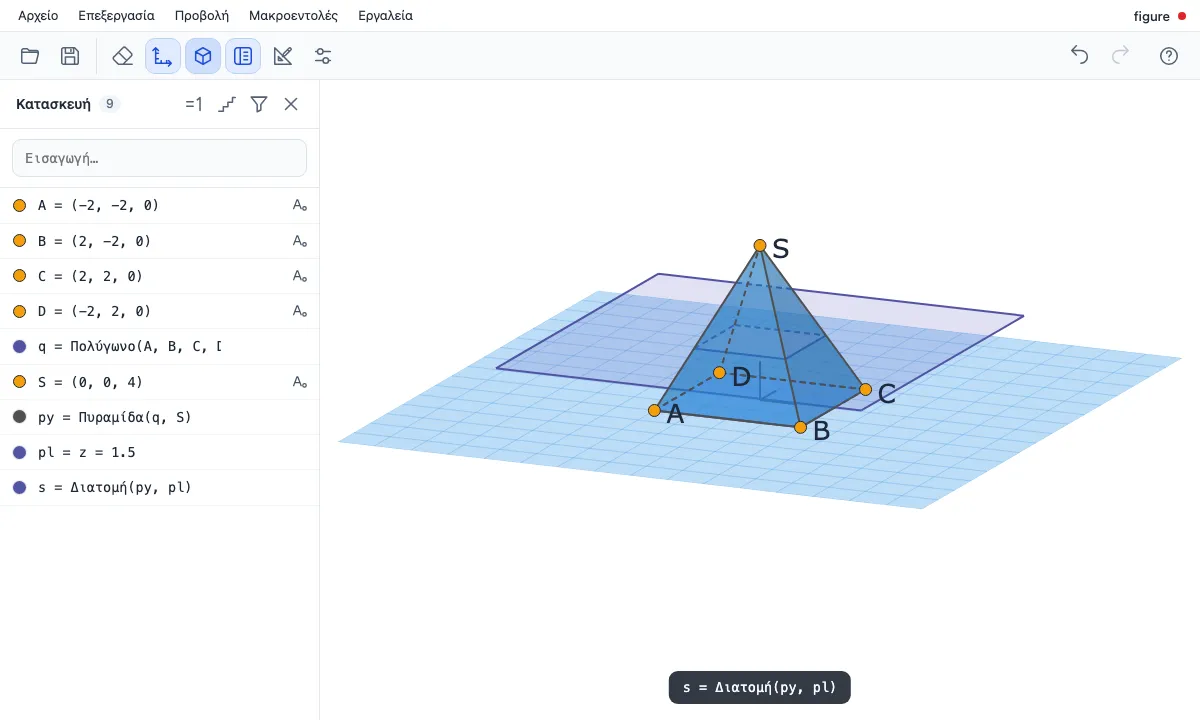 Αρχείο Επεξεργασία Προβολή Μακροεντολές Εργαλεία figure
Κατασκευή 9 =1
Εισαγωγή…
A = (−2, −2, 0)
B = (2, −2, 0)
C = (2, 2, 0)
D = (−2, 2, 0)
q = Πολύγωνο(A, B, C, D
S = (0, 0, 4)
py = Πυραμίδα(q, S)
pl = z = 1.5
s = Διατομή(py, pl)
S
D
C
A
B
s = Διατομή(py, pl)